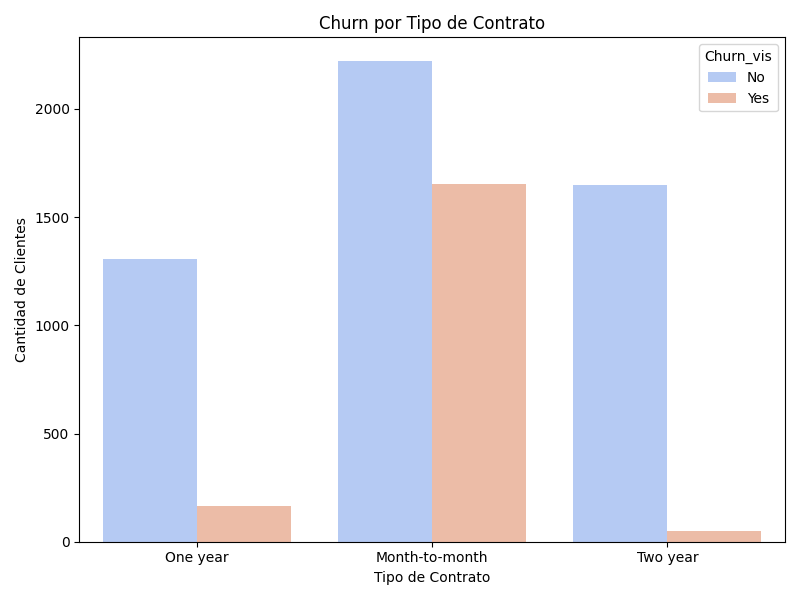 Churn por Tipo de Contrato
Churn_vis
No
Yes
Cantidad de Clientes
2000
1500
1000
500
0
One year
Month-to-month
Two year
Tipo de Contrato